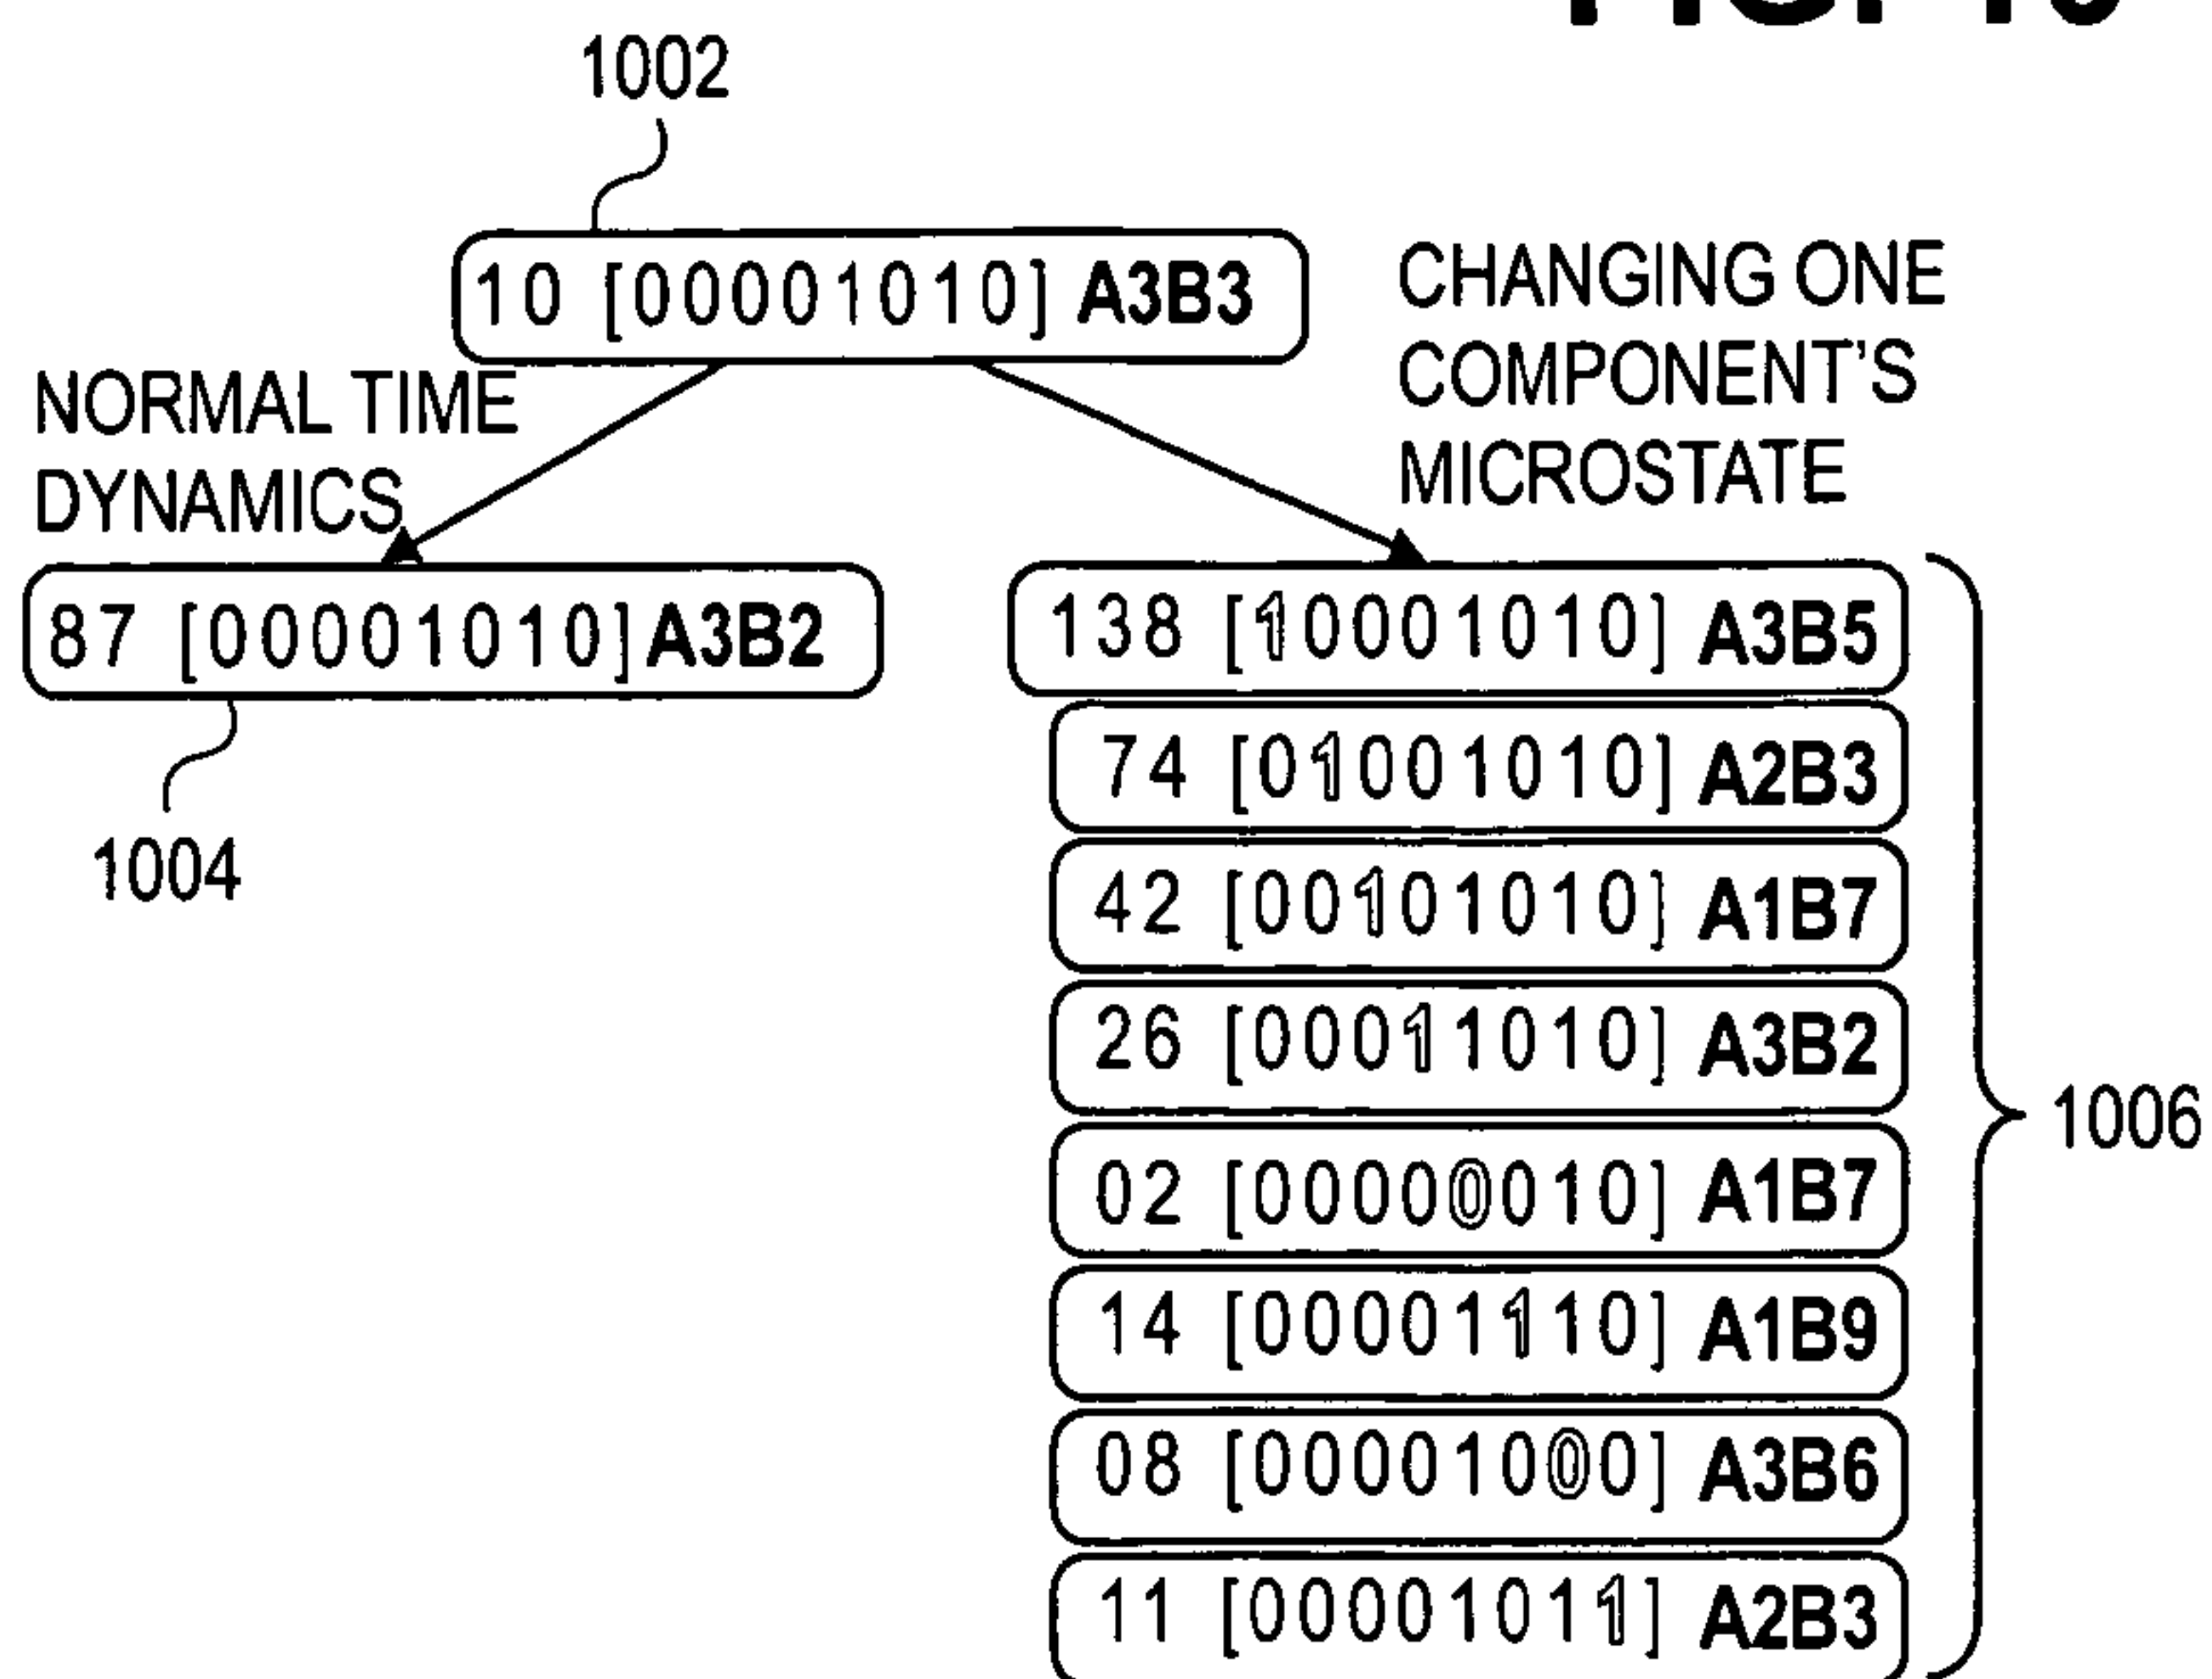 1002
10 [00001010] A3B3
CHANGING ONE
COMPONENT'S
MICROSTATE
NORMAL TIME
DYNAMICS
87 [00001010] A3B2
1004
138 [10001010] A3B5
74 [01001010] A2B3
42 [00101010] A1B7
26 [00011010] A3B2
02 [00000010] A1B7
14 [00001110] A1B9
08 [00001000] A3B6
11 [00001011] A2B3
1006